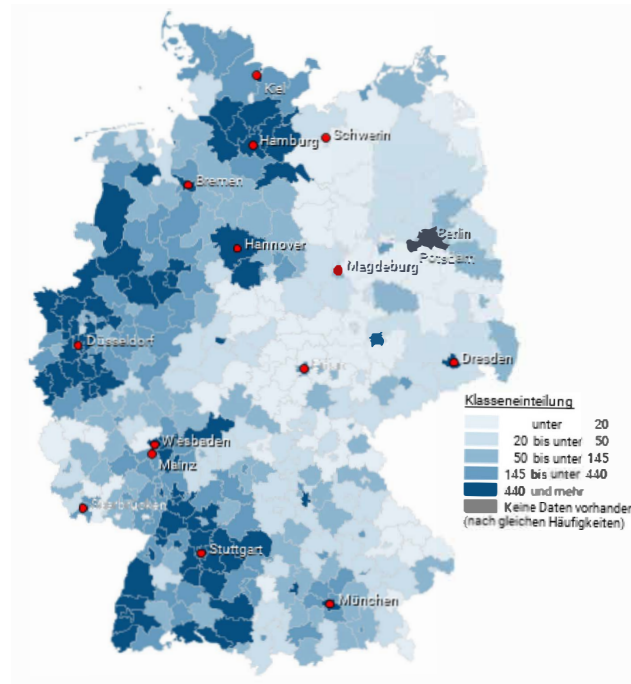 Kiel
Schwerin
Hamburg
Bremen
Berlin
Hannover
Potsdam
Magdeburg
Düsseldorf
Dresden
Wiesbaden
Mainz
Saarbrücken
Stuttgart
München
Klasseneinteilung
unter 20
20 bis unter 50
50 bis unter 145
145 bis unter 440
440 und mehr
Keine Daten vorhanden
(nach gleichen Häufigkeiten)